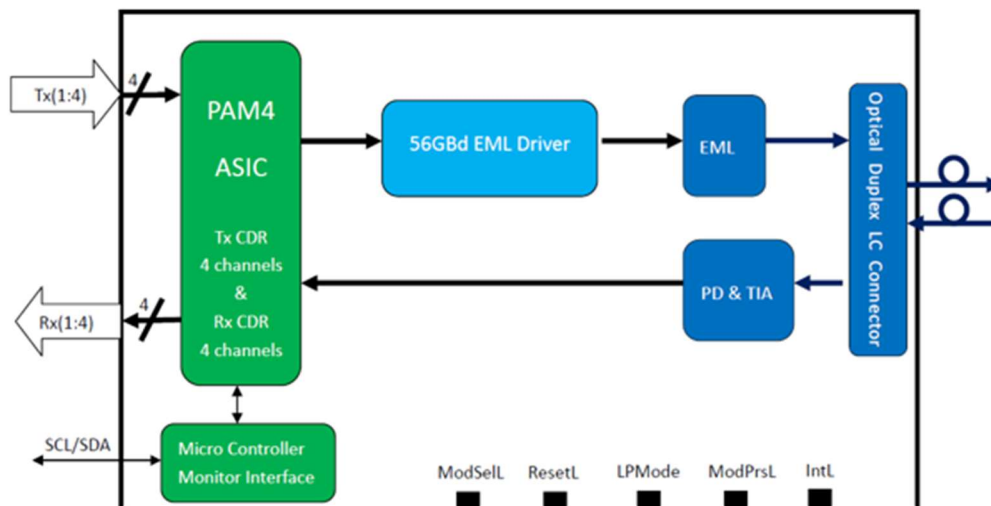 Tx(1:4)
4
PAM4
ASIC
Tx CDR
4 channels
&
Rx CDR
4 channels
56GBd EML Driver
EML
Optical Duplex LC Connector
PD & TIA
Rx(1:4)
4
SCL/SDA
Micro Controller
Monitor Interface
ModSelL
ResetL
LPMode
ModPrsL
IntL